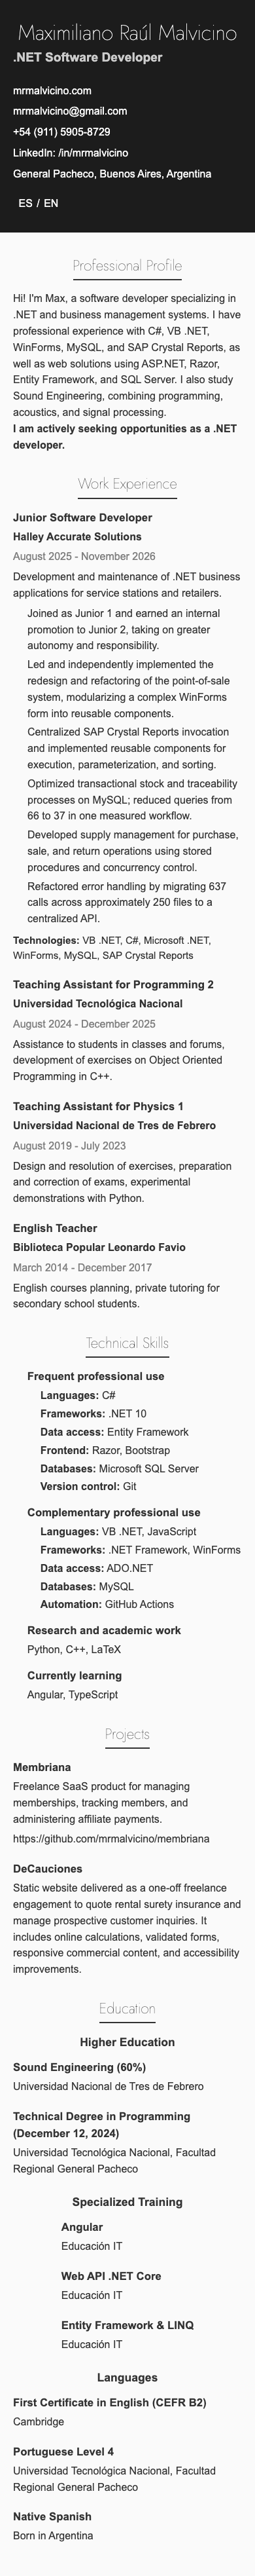 Maximiliano Raúl Malvicino
.NET Software Developer
mrmalvicino.com
mrmalvicino@gmail.com
+54 (911) 5905-8729
LinkedIn: /in/mrmalvicino
General Pacheco, Buenos Aires, Argentina
ES / EN
Professional Profile
Hi! I'm Max, a software developer specializing in
.NET and business management systems. I have
professional experience with C#, VB .NET,
WinForms, MySQL, and SAP Crystal Reports, as
well as web solutions using ASP.NET, Razor,
Entity Framework, and SQL Server. I also study
Sound Engineering, combining programming,
acoustics, and signal processing.
I am actively seeking opportunities as a .NET
developer.
Work Experience
Junior Software Developer
Halley Accurate Solutions
August 2025 - November 2026
Development and maintenance of .NET business
applications for service stations and retailers.
Joined as Junior 1 and earned an internal
promotion to Junior 2, taking on greater
autonomy and responsibility.
Led and independently implemented the
redesign and refactoring of the point-of-sale
system, modularizing a complex WinForms
form into reusable components.
Centralized SAP Crystal Reports invocation
and implemented reusable components for
execution, parameterization, and sorting.
Optimized transactional stock and traceability
processes on MySQL; reduced queries from
66 to 37 in one measured workflow.
Developed supply management for purchase,
sale, and return operations using stored
procedures and concurrency control.
Refactored error handling by migrating 637
calls across approximately 250 files to a
centralized API.
Technologies: VB .NET, C#, Microsoft .NET,
WinForms, MySQL, SAP Crystal Reports
Teaching Assistant for Programming 2
Universidad Tecnológica Nacional
August 2024 - December 2025
Assistance to students in classes and forums,
development of exercises on Object Oriented
Programming in C++.
Teaching Assistant for Physics 1
Universidad Nacional de Tres de Febrero
August 2019 - July 2023
Design and resolution of exercises, preparation
and correction of exams, experimental
demonstrations with Python.
English Teacher
Biblioteca Popular Leonardo Favio
March 2014 - December 2017
English courses planning, private tutoring for
secondary school students.
Technical Skills
Frequent professional use
Languages: C#
Frameworks: .NET 10
Data access: Entity Framework
Frontend: Razor, Bootstrap
Databases: Microsoft SQL Server
Version control: Git
Complementary professional use
Languages: VB .NET, JavaScript
Frameworks: .NET Framework, WinForms
Data access: ADO.NET
Databases: MySQL
Automation: GitHub Actions
Research and academic work
Python, C++, LaTeX
Currently learning
Angular, TypeScript
Projects
Membriana
Freelance SaaS product for managing
memberships, tracking members, and
administering affiliate payments.
https://github.com/mrmalvicino/membriana
DeCauciones
Static website delivered as a one-off freelance
engagement to quote rental surety insurance and
manage prospective customer inquiries. It
includes online calculations, validated forms,
responsive commercial content, and accessibility
improvements.
Education
Higher Education
Sound Engineering (60%)
Universidad Nacional de Tres de Febrero
Technical Degree in Programming
(December 12, 2024)
Universidad Tecnológica Nacional, Facultad
Regional General Pacheco
Specialized Training
Angular
Educación IT
Web API .NET Core
Educación IT
Entity Framework & LINQ
Educación IT
Languages
First Certificate in English (CEFR B2)
Cambridge
Portuguese Level 4
Universidad Tecnológica Nacional, Facultad
Regional General Pacheco
Native Spanish
Born in Argentina